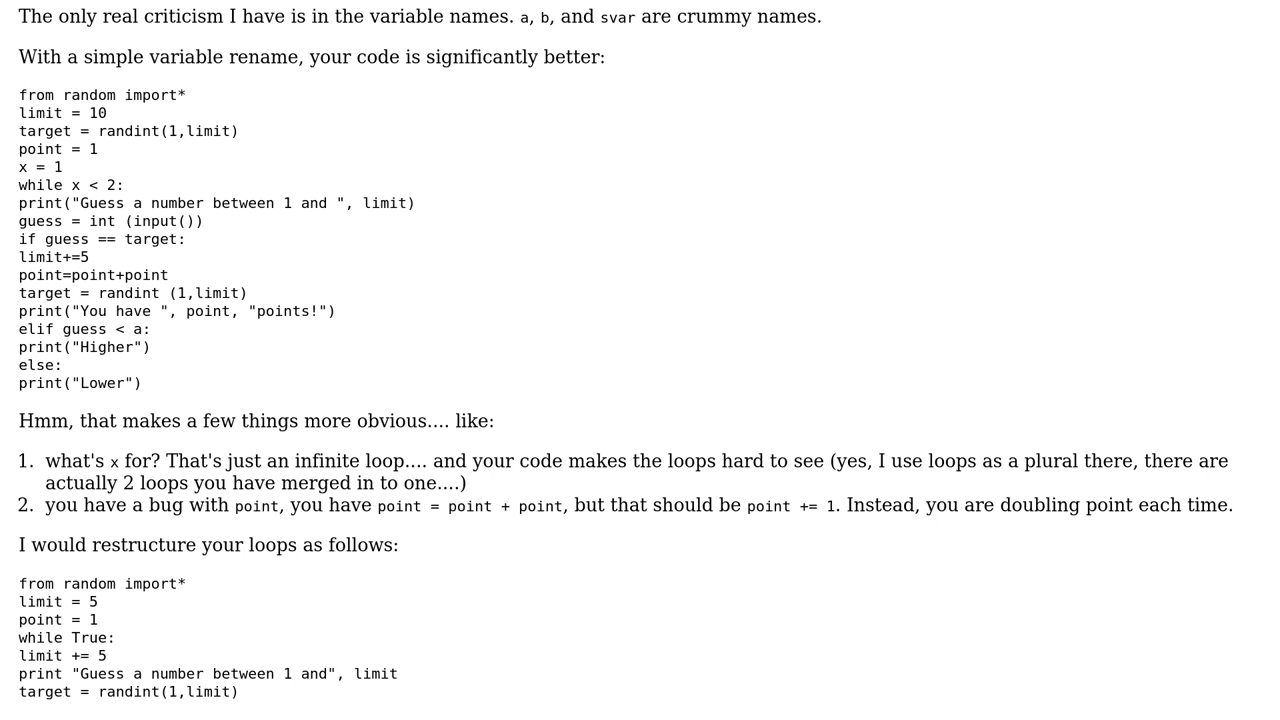 The only real criticism I have is in the variable names. a, b, and svar are crummy names.
With a simple variable rename, your code is significantly better:
from random import*
limit = 10
target = randint(1,limit)
point = 1
x = 1
while x < 2:
print("Guess a number between 1 and ", limit)
guess = int (input())
if guess == target:
limit+=5
point=point+point
target = randint (1,limit)
print("You have ", point, "points!")
elif guess < a:
print("Higher")
else:
print("Lower")
Hmm, that makes a few things more obvious.... like:
1. what's x for? That's just an infinite loop.... and your code makes the loops hard to see (yes, I use loops as a plural there, there are
actually 2 loops you have merged in to one....)
2. you have a bug with point, you have point = point + point, but that should be point += 1. Instead, you are doubling point each time.
I would restructure your loops as follows:
from random import*
limit = 5
point = 1
while True:
limit += 5
print "Guess a number between 1 and", limit
target = randint(1,limit)